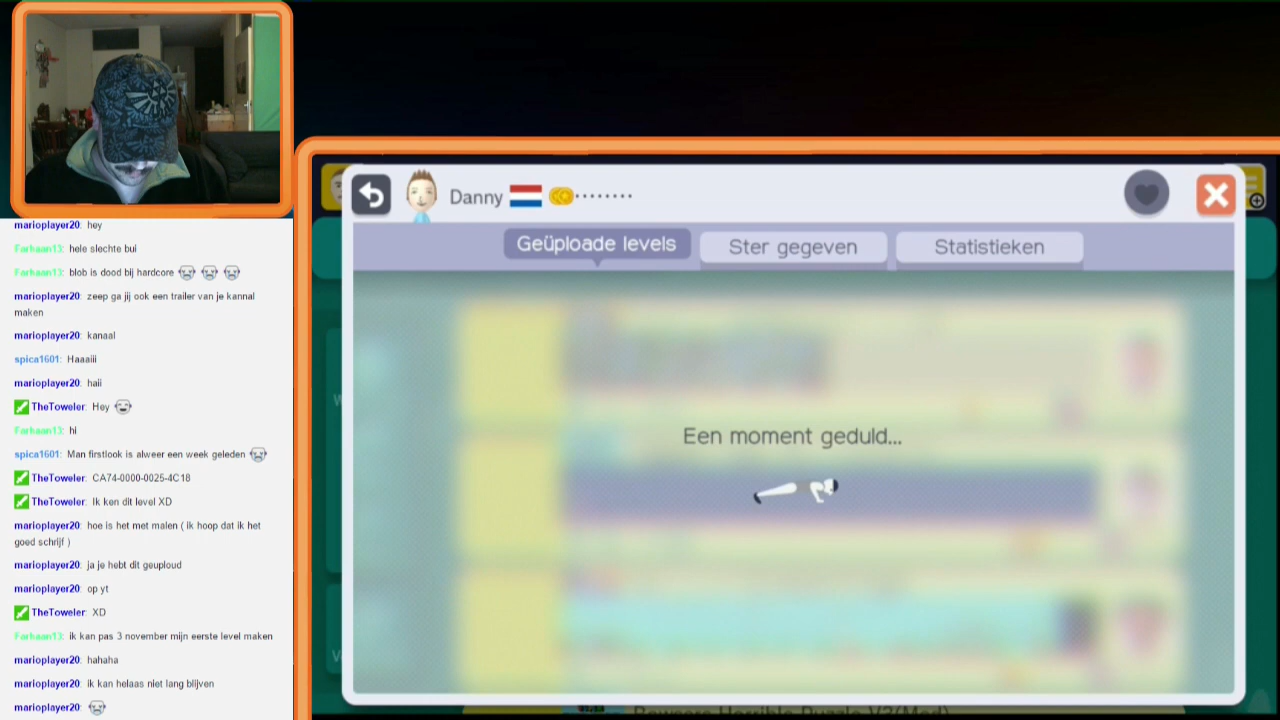 marioplayer20: hey
Farhaan13: hele slechte bui
Farhaan13: blob is dood bij hardcore
marioplayer20: zeep ga jij ook een trailer van je kannal
maken
marioplayer20: kanaal
spica1601: Haaaiii
marioplayer20: haii
TheToweler: Hey
Farhaan13: hi
spica1601: Man firstlook is alweer een week geleden
TheToweler: CA74-0000-0025-4C18
TheToweler: Ik ken dit level XD
marioplayer20: hoe is het met malen ( ik hoop dat ik het
goed schrijf )
marioplayer20: ja je hebt dit geuploud
marioplayer20: op yt
TheToweler: XD
Farhaan13: ik kan pas 3 november mijn eerste level maken
marioplayer20: hahaha
marioplayer20: ik kan helaas niet lang blijven
marioplayer20:
Danny ········
Geüploade levels Ster gegeven Statistieken
Een moment geduld...
Bowsers Horrible Puzzle V2(Mod)